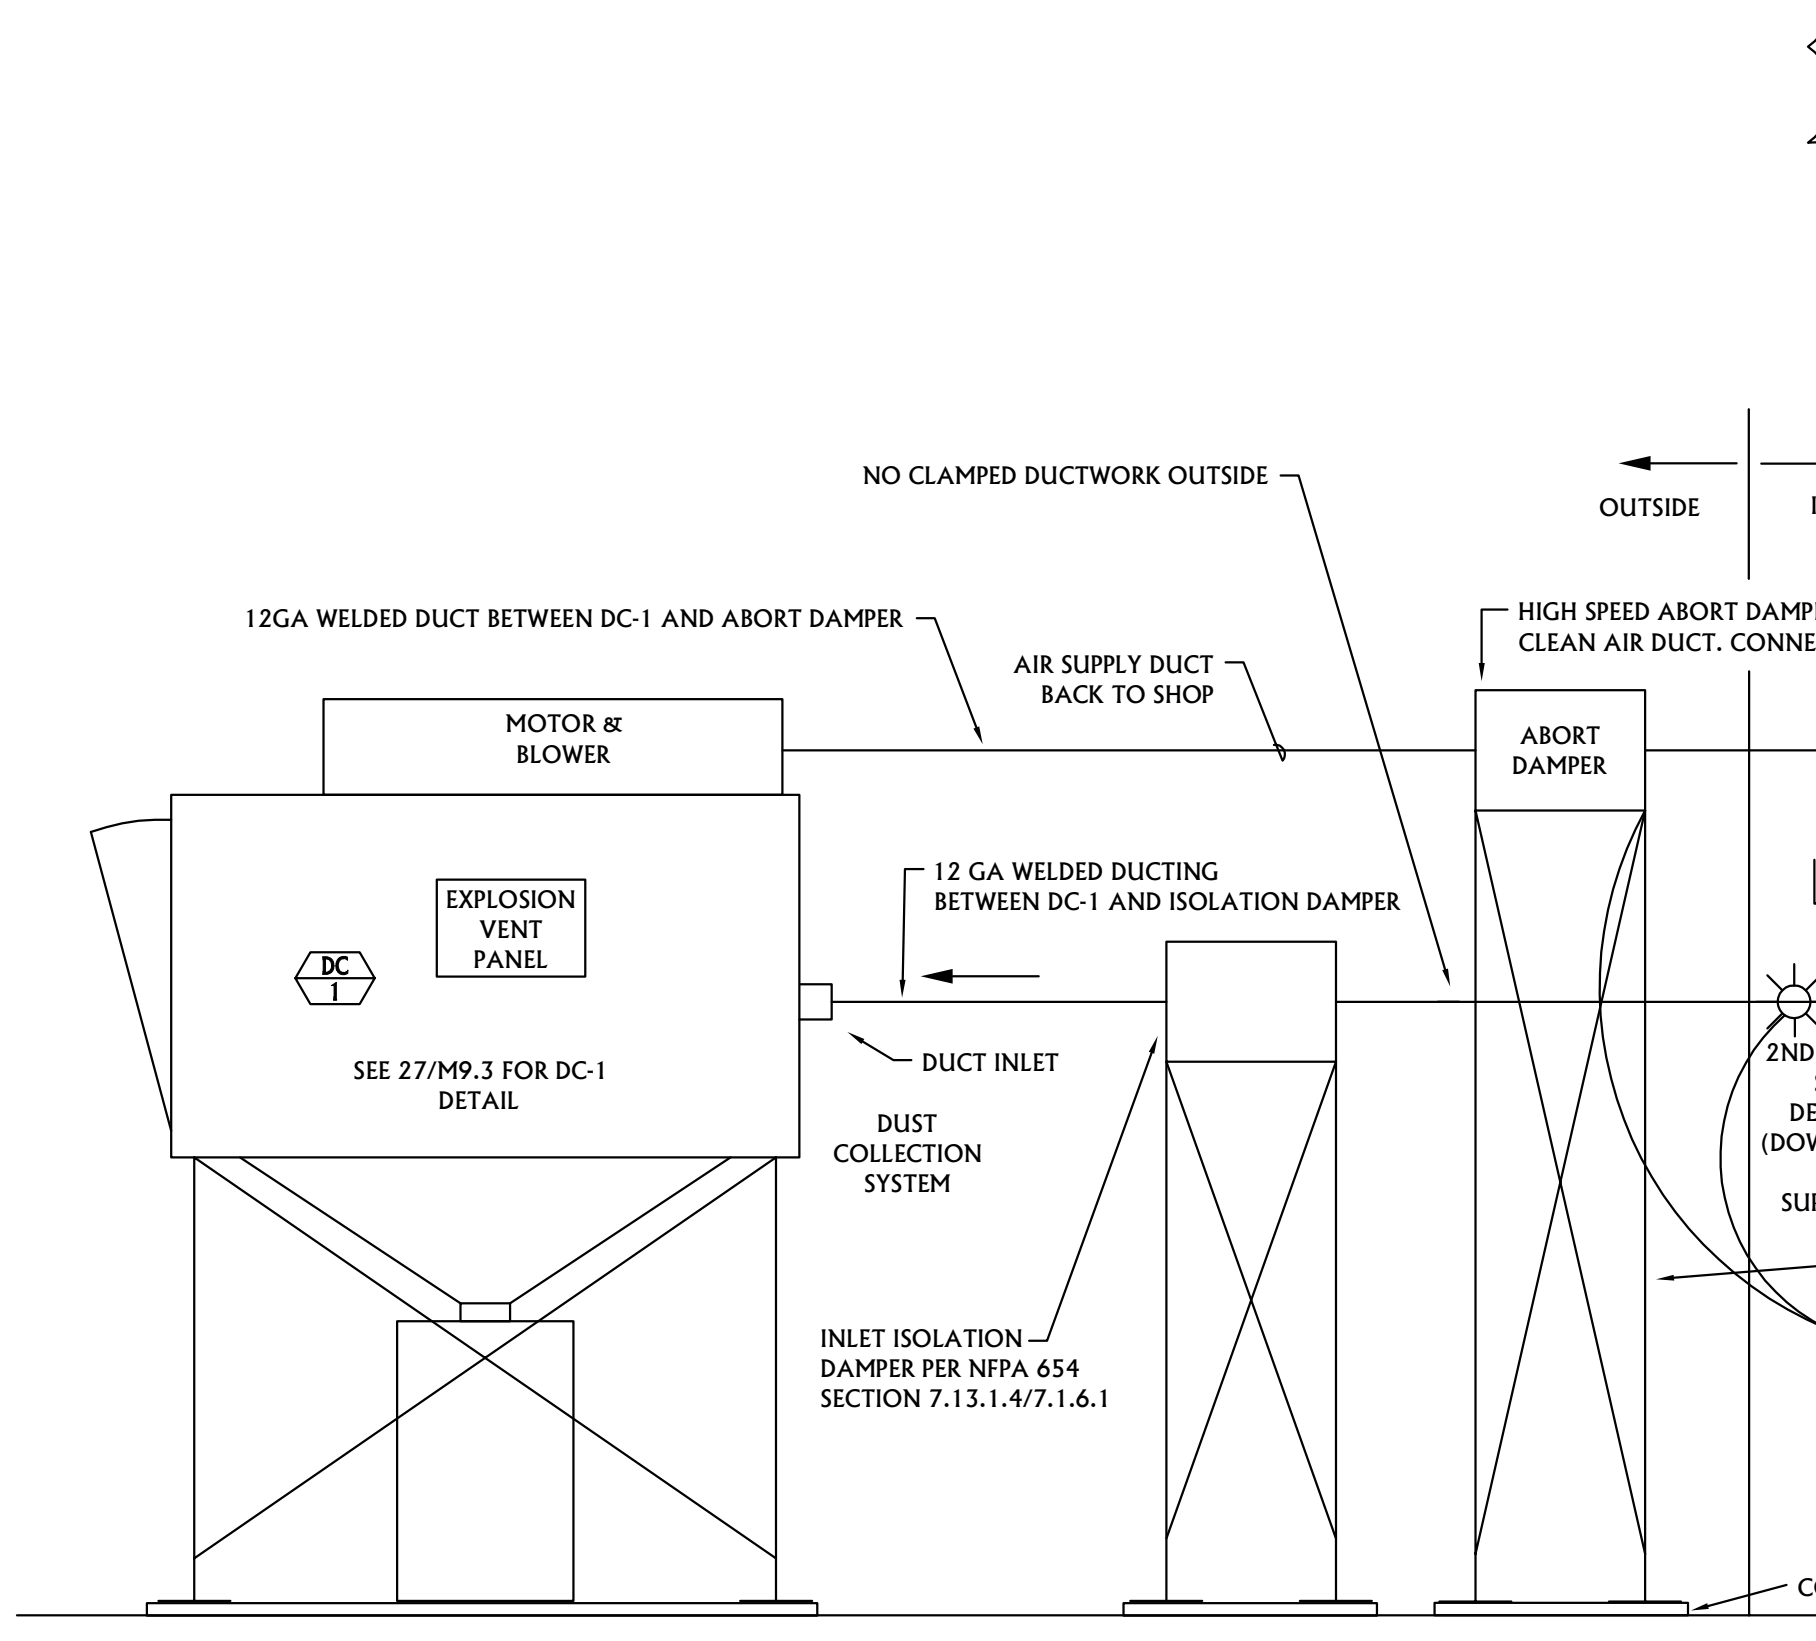 NO CLAMPED DUCTWORK OUTSIDE
OUTSIDE
12GA WELDED DUCT BETWEEN DC-1 AND ABORT DAMPER
HIGH SPEED ABORT
CLEAN AIR DUCT.
AIR SUPPLY DUCT
BACK TO SHOP
MOTOR &
BLOWER
ABORT
DAMPER
12 GA WELDED DUCTING
BETWEEN DC-1 AND ISOLATION DAMPER
EXPLOSION
VENT
PANEL
DC
1
SEE 27/M9.3 FOR DC-1
DETAIL
DUCT INLET
2ND
DUST
COLLECTION
SYSTEM
INLET ISOLATION
DAMPER PER NFPA 654
SECTION 7.13.1.4/7.1.6.1